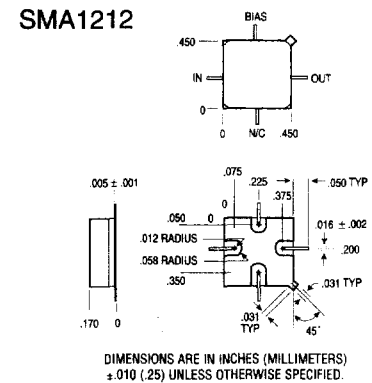 SMA1212
BIAS
.450
IN
OUT
0
0
N/C
.450
.075
.005 ± .001
.225
.050 TYP
.375
0
.050
0
.016 ± .002
.012 RADIUS
.200
.058 RADIUS
.031 TYP
.350
.031
TYP
.170
0
45°
DIMENSIONS ARE IN INCHES (MILLIMETERS)
±.010 (.25) UNLESS OTHERWISE SPECIFIED.